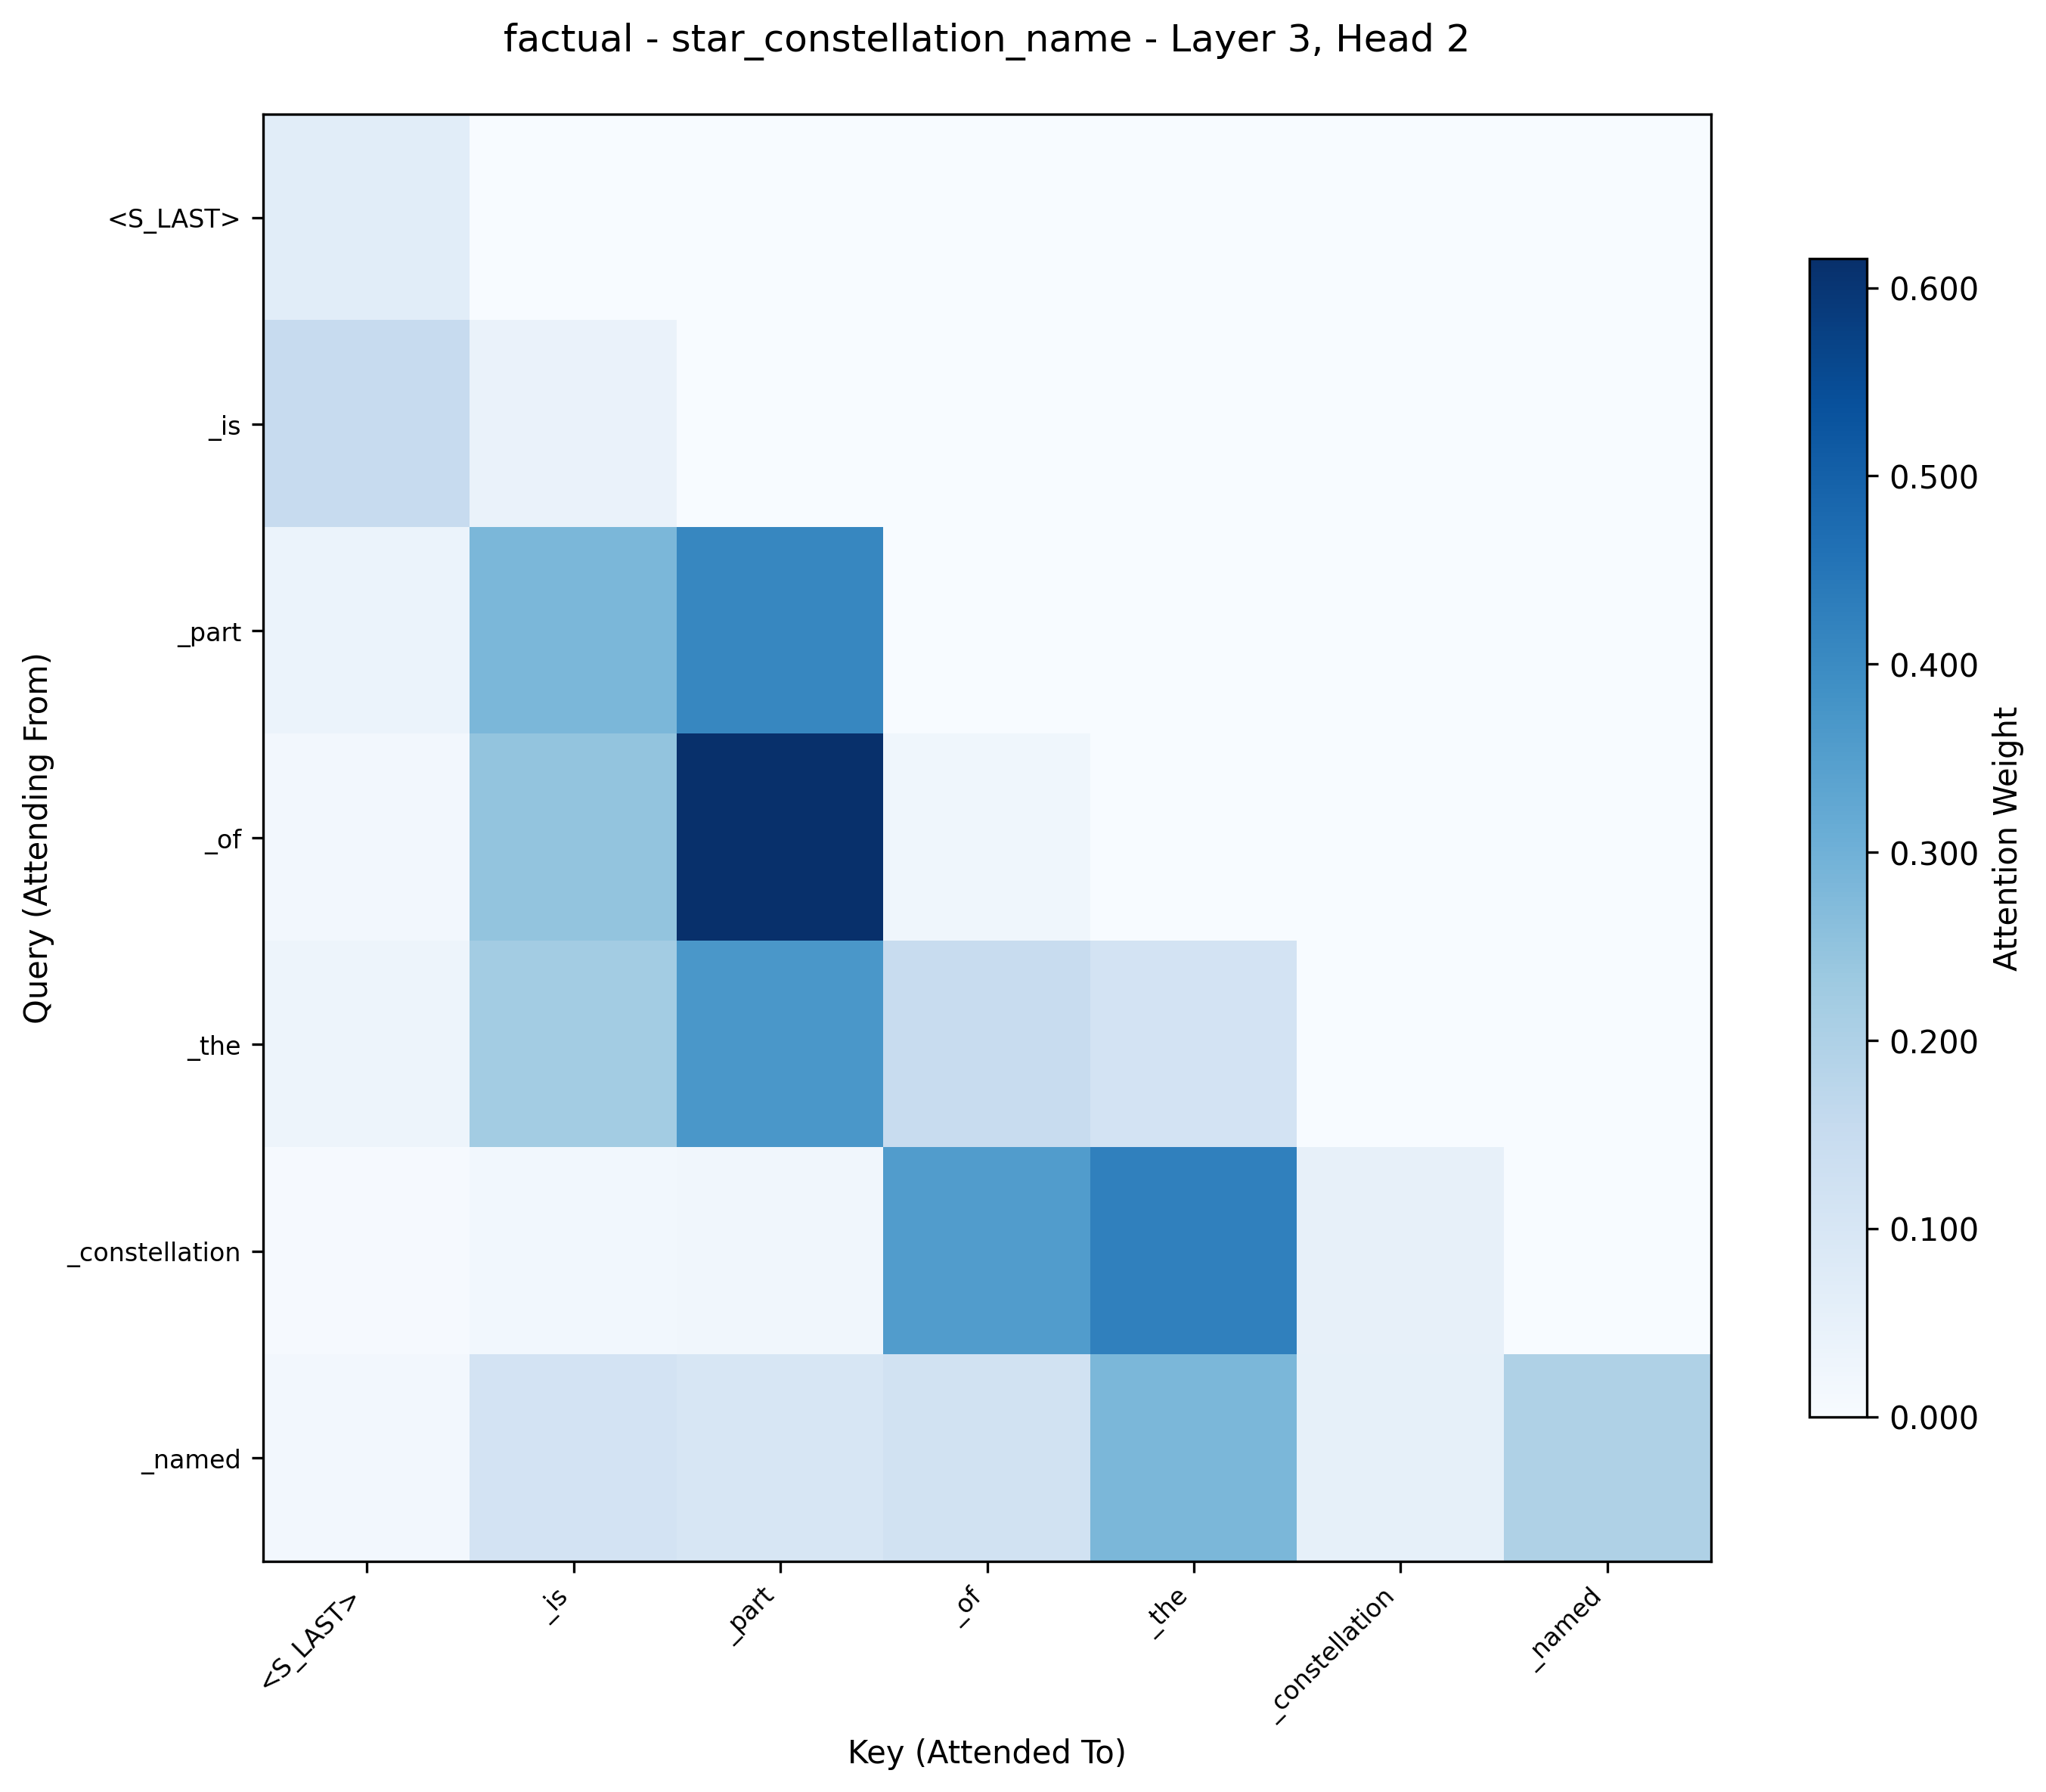 factual - star_constellation_name - Layer 3, Head 2
Query (Attending From)
<S_LAST>
_is
_part
_of
_the
_constellation
_named
<S_LAST>
_is
_part
_of
_the
_constellation
_named
Key (Attended To)
0.600
0.500
0.400
0.300
0.200
0.100
0.000
Attention Weight